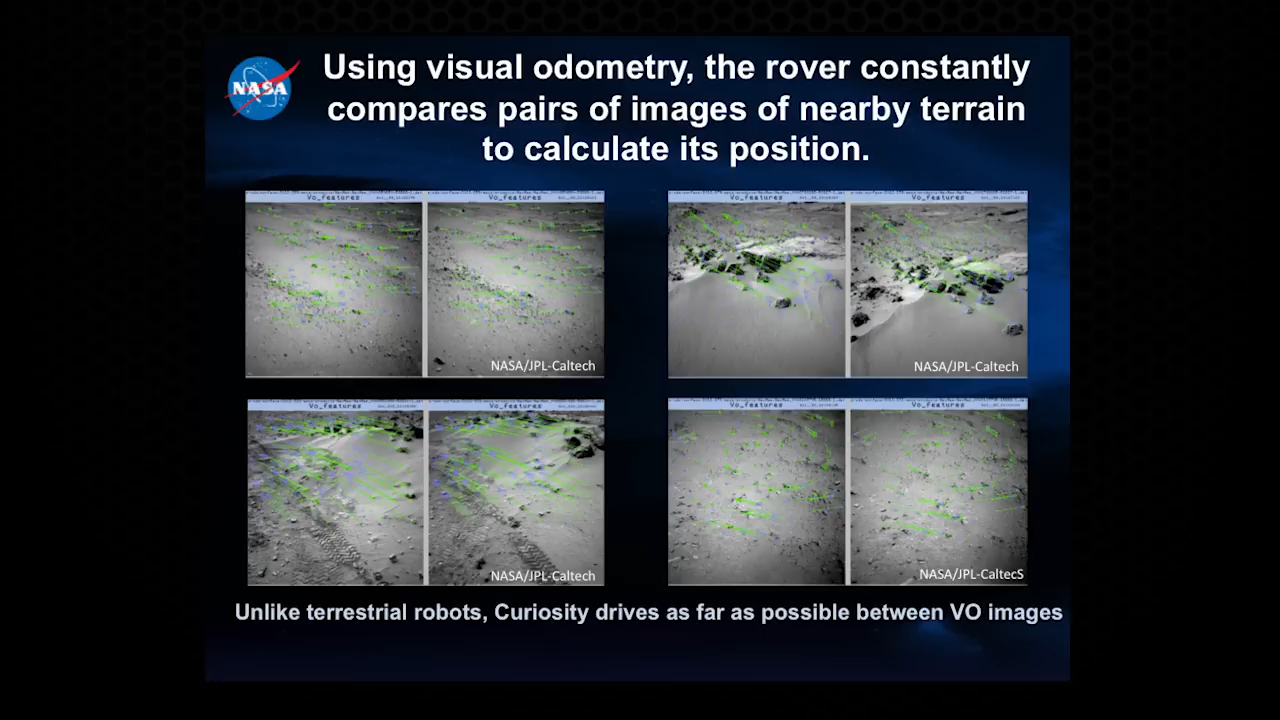 NASA
Using visual odometry, the rover constantly
compares pairs of images of nearby terrain
to calculate its position.
Vo_features
Vo_features
NASA/JPL-Caltech
Vo_features
Vo_features
NASA/JPL-Caltech
Vo_features
Vo_features
NASA/JPL-Caltech
Vo_features
Vo_features
NASA/JPL-CaltecS
Unlike terrestrial robots, Curiosity drives as far as possible between VO images